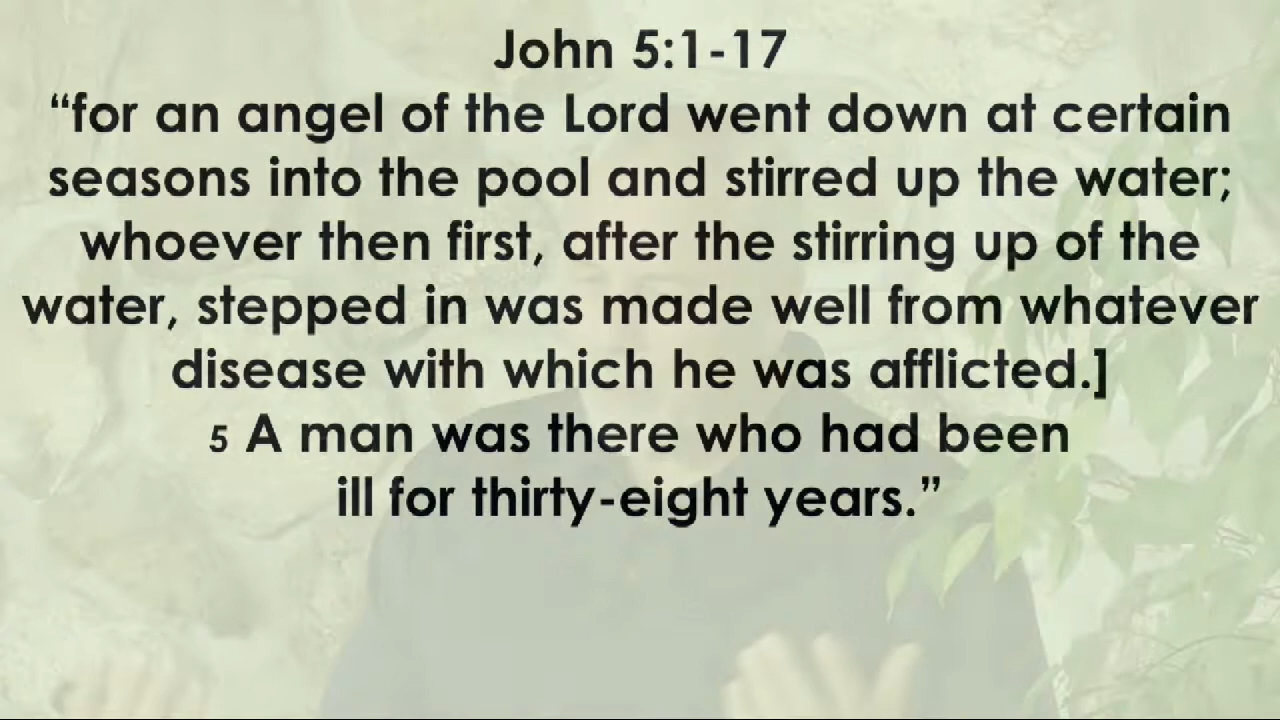 John 5:1-17
“for an angel of the Lord went down at certain
seasons into the pool and stirred up the water;
whoever then first, after the stirring up of the
water, stepped in was made well from whatever
disease with which he was afflicted.]
5 A man was there who had been
ill for thirty-eight years.”